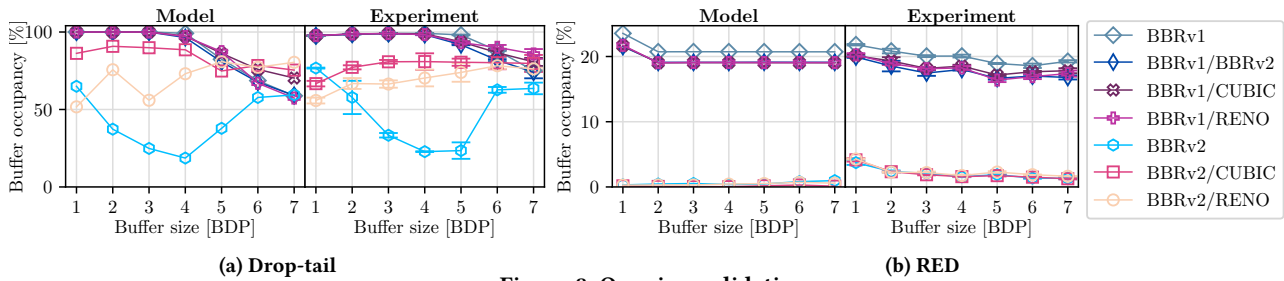 Model Experiment Model Experiment
Buffer occupancy [%]
100
50
0
1 2 3 4 5 6 7 1 2 3 4 5 6 7
Buffer size [BDP] Buffer size [BDP]
(a) Drop-tail
Buffer occupancy [%]
20
10
0
1 2 3 4 5 6 7 1 2 3 4 5 6 7
Buffer size [BDP] Buffer size [BDP]
(b) RED
BBRv1
BBRv1/BBRv2
BBRv1/CUBIC
BBRv1/RENO
BBRv2
BBRv2/CUBIC
BBRv2/RENO